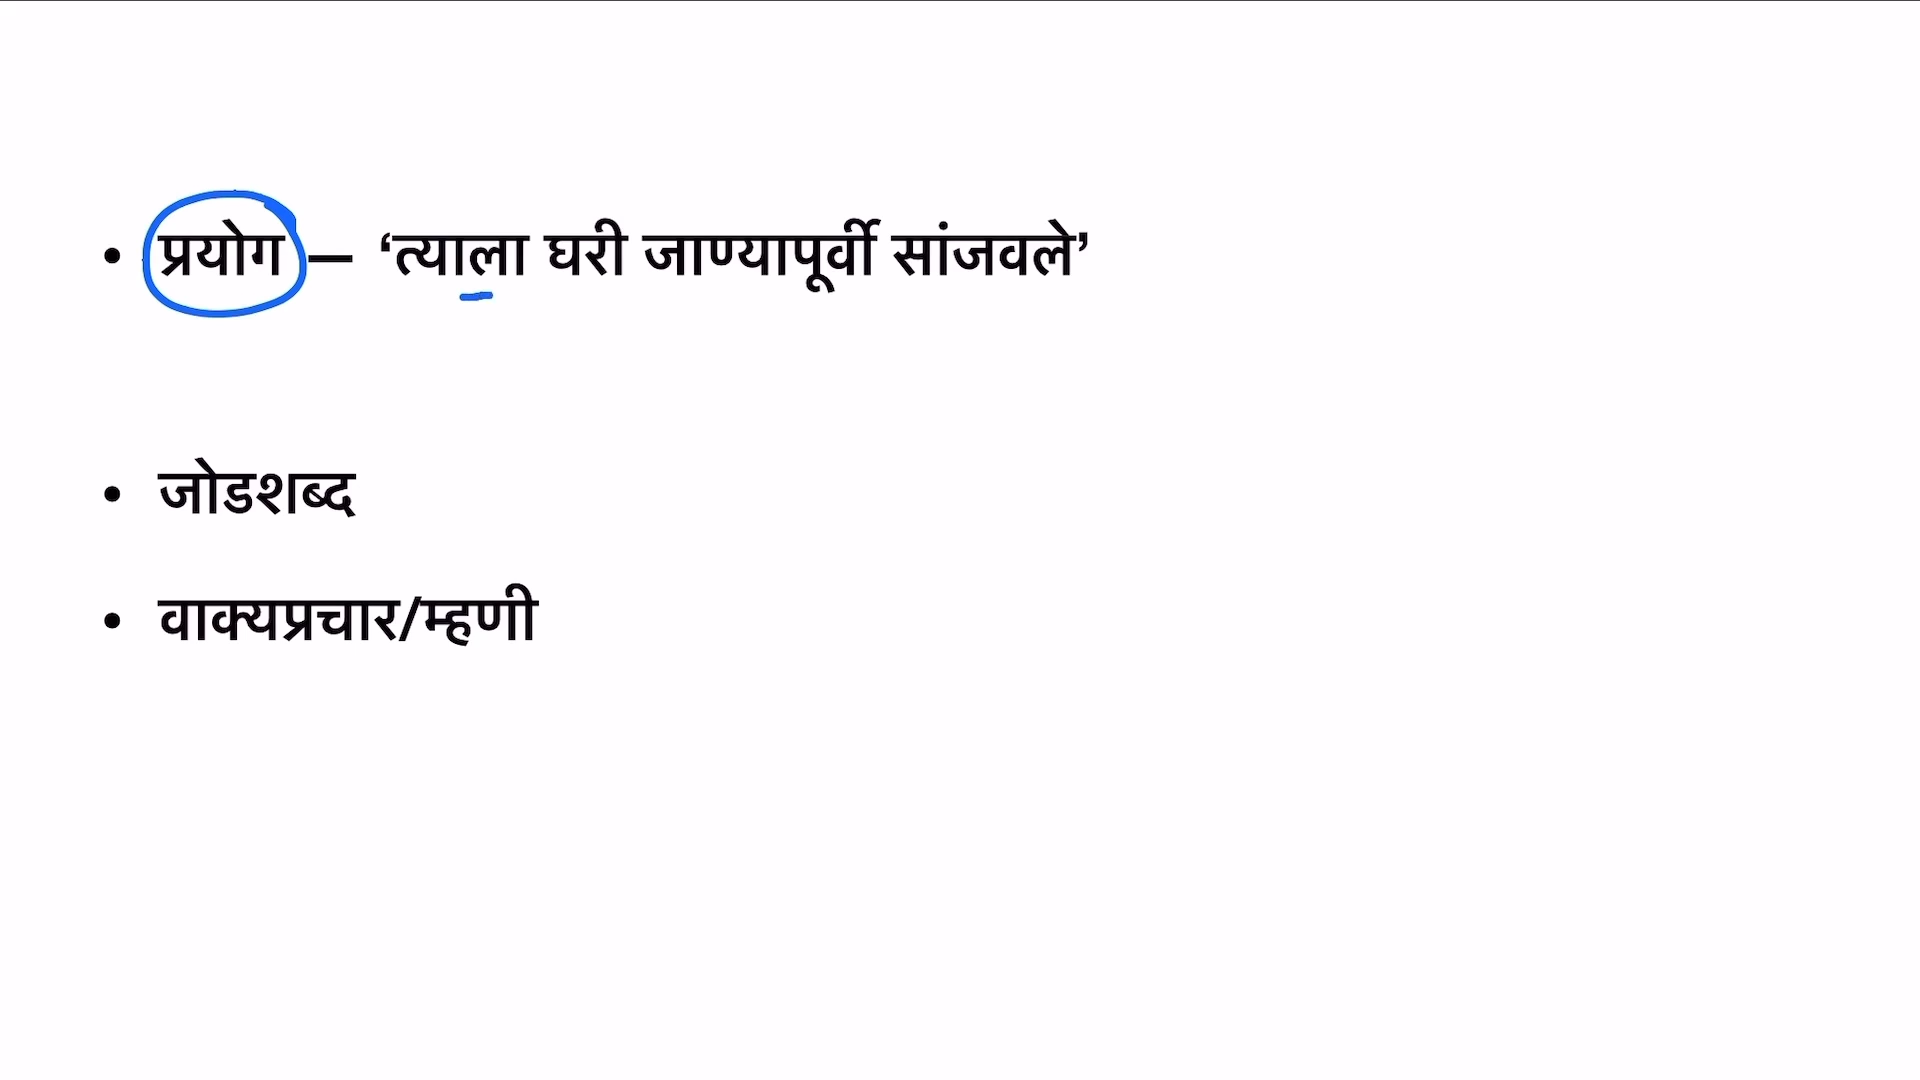 • प्रयोग — ‘त्याला घरी जाण्यापूर्वी सांजवले’
• जोडशब्द
• वाक्यप्रचार/म्हणी